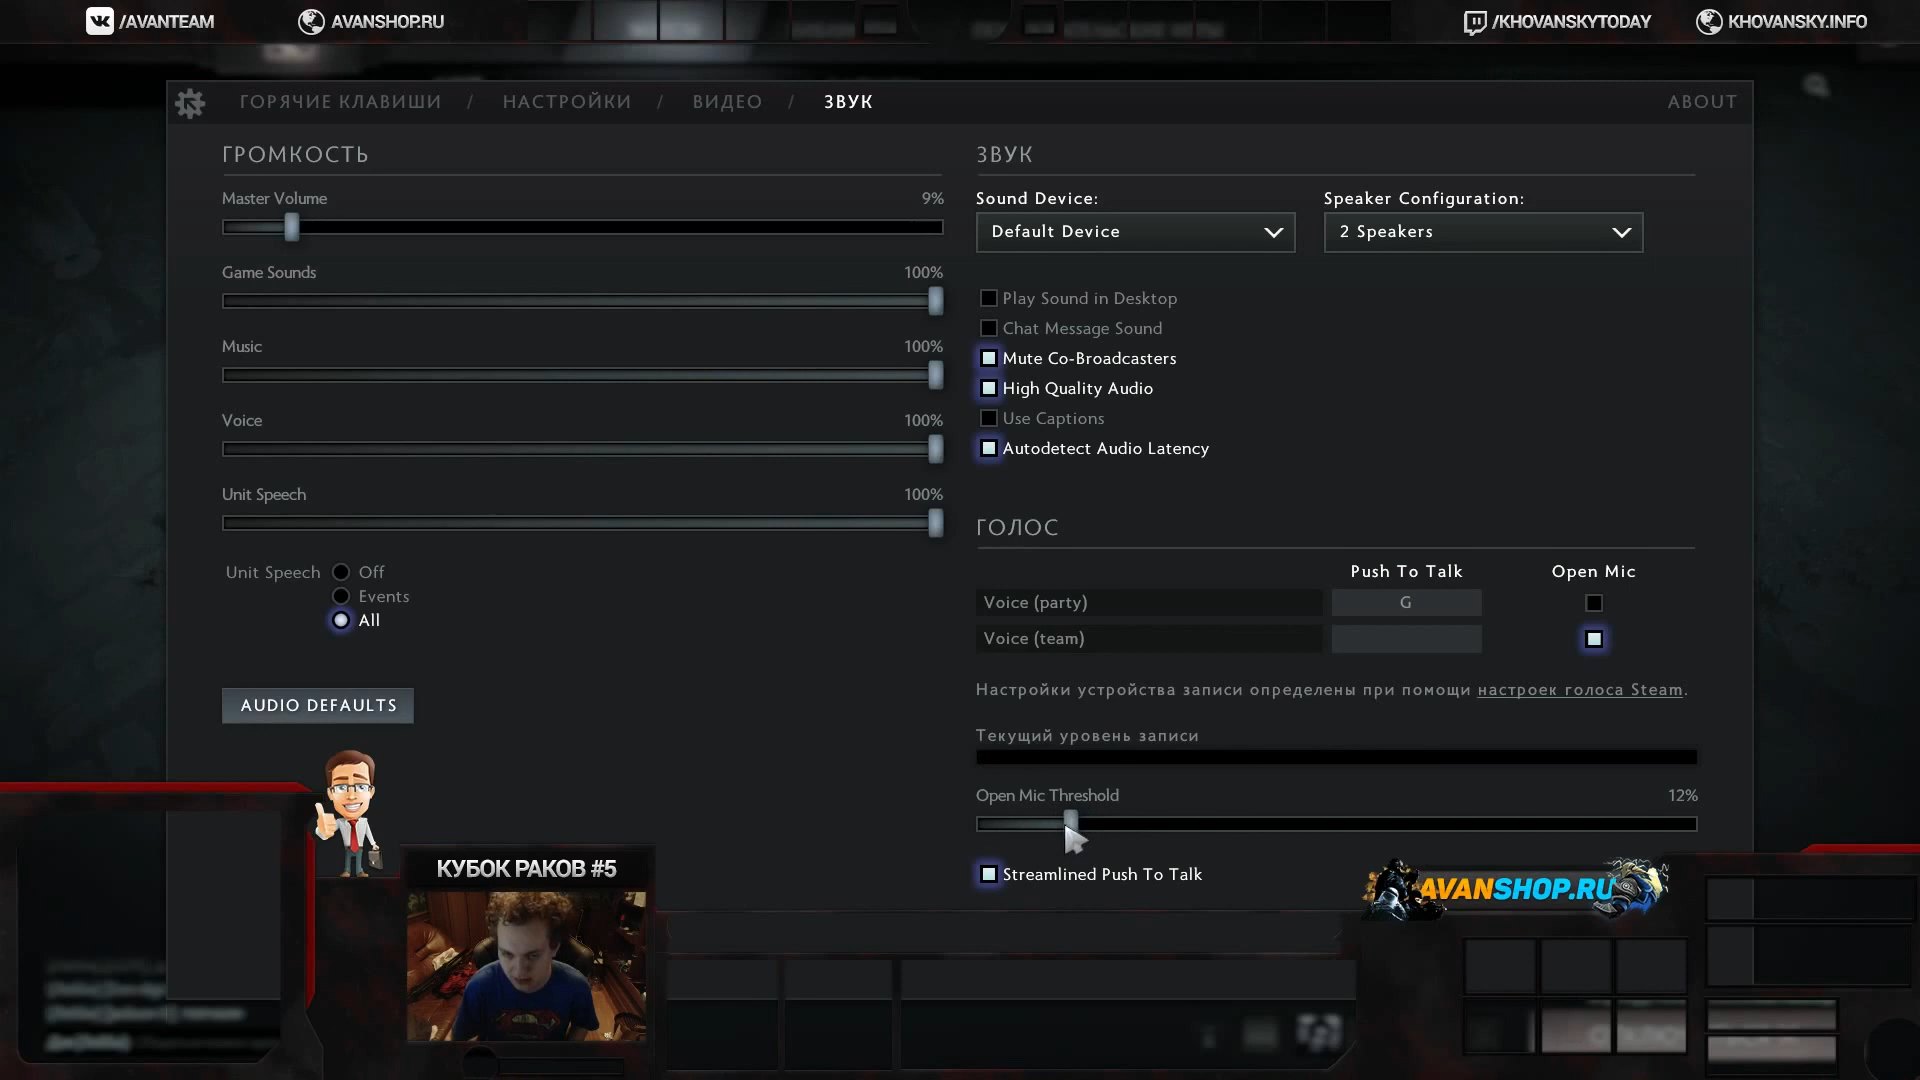 /AVANTEAM
AVANSHOP.RU
/KHOVANSKYTODAY
KHOVANSKY.INFO
ГОРЯЧИЕ КЛАВИШИ / НАСТРОЙКИ / ВИДЕО / ЗВУК
ABOUT
ГРОМКОСТЬ
Master Volume 9%
Game Sounds 100%
Music 100%
Voice 100%
Unit Speech 100%
Unit Speech
Off
Events
All
AUDIO DEFAULTS
ЗВУК
Sound Device:
Default Device
Speaker Configuration:
2 Speakers
Play Sound in Desktop
Chat Message Sound
Mute Co-Broadcasters
High Quality Audio
Use Captions
Autodetect Audio Latency
ГОЛОС
Push To Talk Open Mic
Voice (party) G
Voice (team)
Настройки устройства записи определены при помощи настроек голоса Steam.
Текущий уровень записи
Open Mic Threshold 12%
Streamlined Push To Talk
КУБОК РАКОВ #5
AVANSHOP.RU